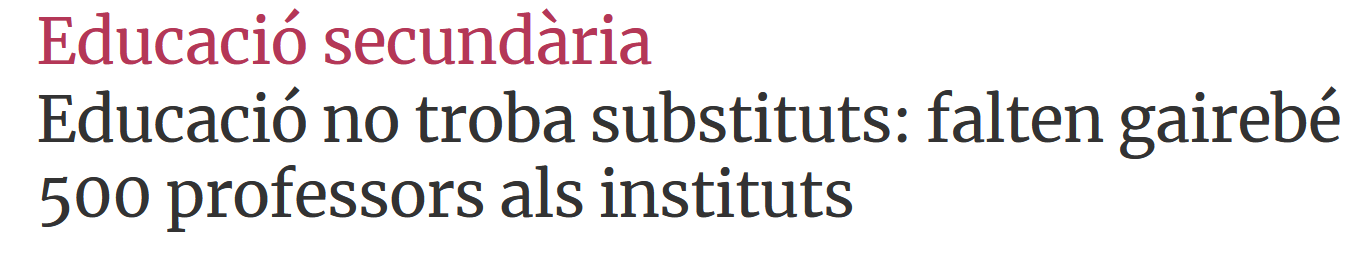 Educació secundària
Educació no troba substituts: falten gairebé
500 professors als instituts